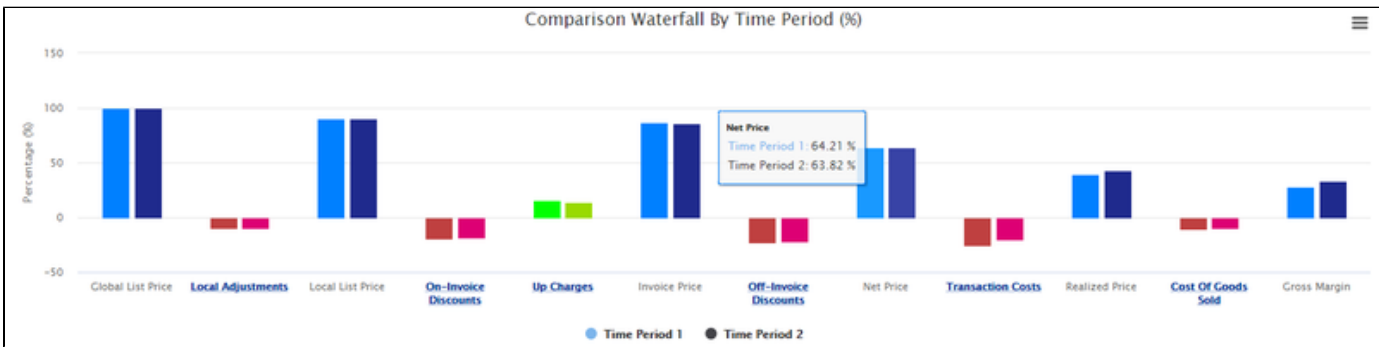 Comparison Waterfall By Time Period (%)
150
100
50
0
-50
Percentage (%)
Net Price
Time Period 1: 64.21 %
Time Period 2: 63.82 %
Global List Price
Local Adjustments
Local List Price
On-Invoice
Discounts
Up Charges
Invoice Price
Off-Invoice
Discounts
Net Price
Transaction Costs
Realized Price
Cost Of Goods
Sold
Gross Margin
Time Period 1
Time Period 2